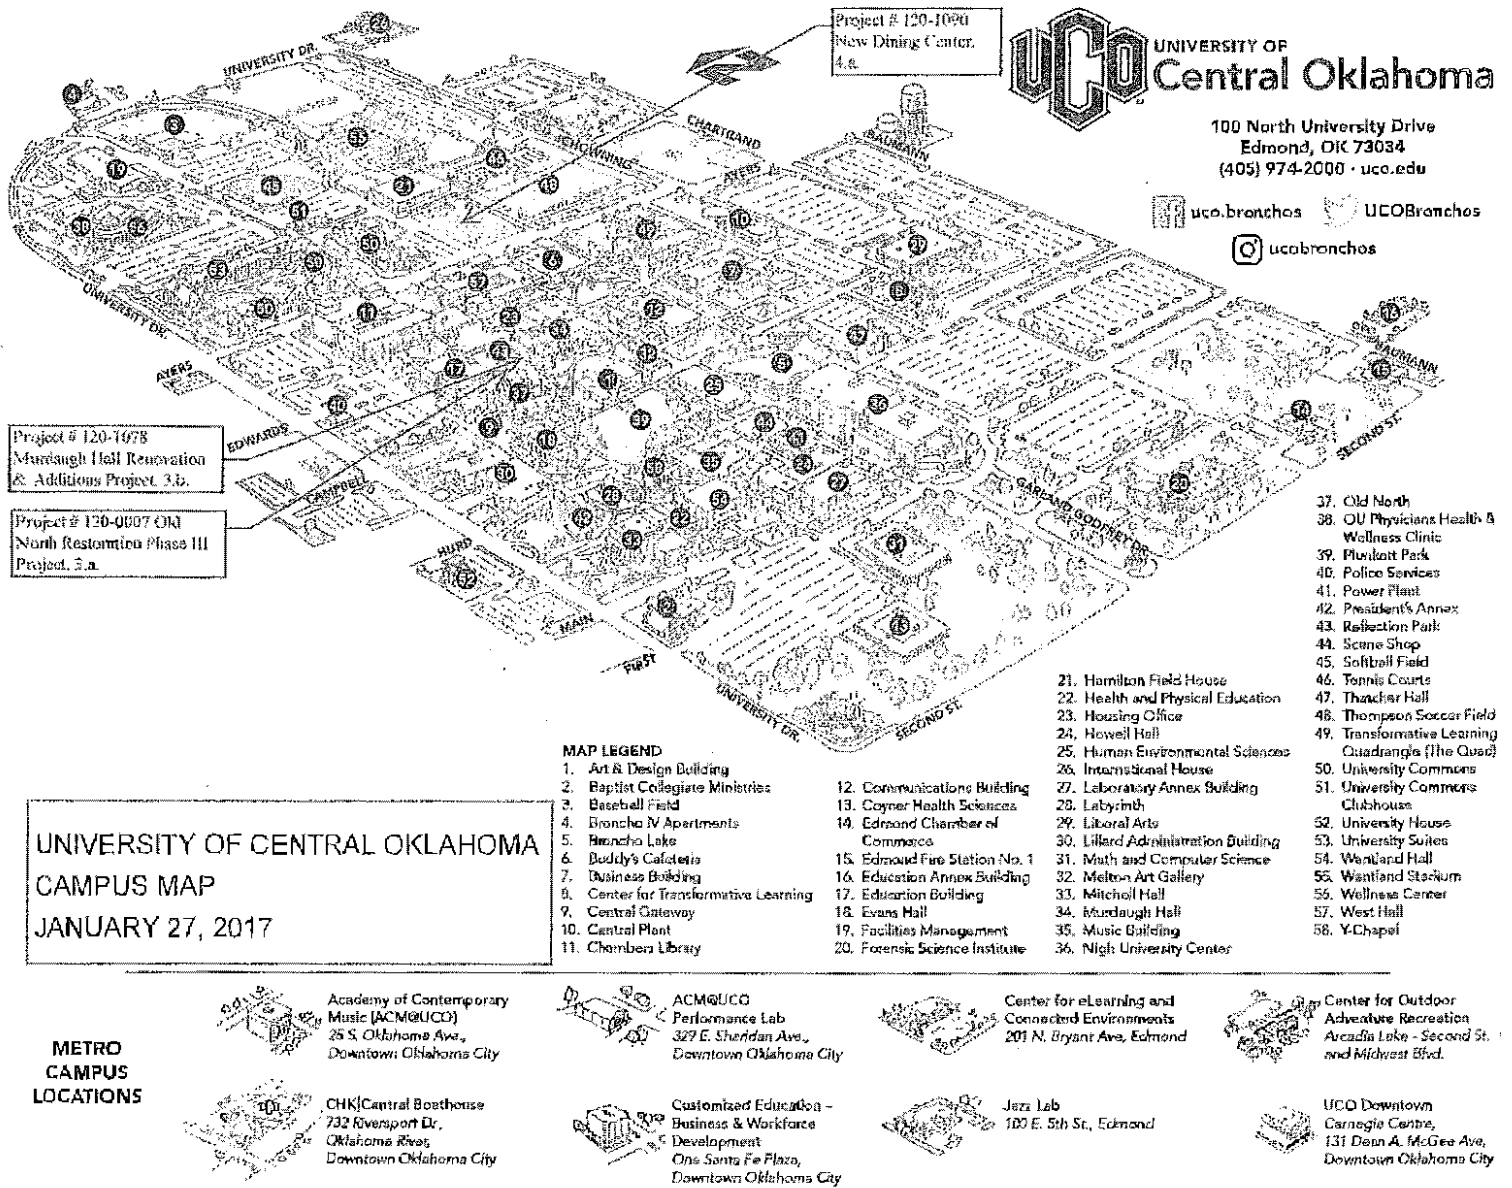 Project # 120-1090
New Dining Center.
4.a.
UCO
UNIVERSITY OF
Central Oklahoma
100 North University Drive
Edmond, OK 73034
(405) 974-2000 · uco.edu
uco.bronchos
UCOBronchos
ucobronchos
UNIVERSITY DR.
CHOWNING
CHARTRAND
AYERS
BAUMANN
UNIVERSITY DR.
AYERS
EDWARDS
CAMPBELL
HURD
MAIN
FIRST
UNIVERSITY DR.
SECOND ST.
GARLAND GODFREY DR.
BAUMANN
SECOND ST.
Project # 120-1078
Murdaugh Hall Renovation
& Additions Project. 3.b.
Project # 120-0007 Old
North Restoration Phase III
Project. 3.a.
UNIVERSITY OF CENTRAL OKLAHOMA
CAMPUS MAP
JANUARY 27, 2017
MAP LEGEND
1. Art & Design Building
2. Baptist Collegiate Ministries
3. Baseball Field
4. Broncho IV Apartments
5. Broncho Lake
6. Buddy's Cafeteria
7. Business Building
8. Center for Transformative Learning
9. Central Gateway
10. Central Plant
11. Chambers Library
12. Communications Building
13. Coyner Health Sciences
14. Edmond Chamber of
Commerce
15. Edmond Fire Station No. 1
16. Education Annex Building
17. Education Building
18. Evans Hall
19. Facilities Management
20. Forensic Science Institute
21. Hamilton Field House
22. Health and Physical Education
23. Housing Office
24. Howell Hall
25. Human Environmental Sciences
26. International House
27. Laboratory Annex Building
28. Labyrinth
29. Liberal Arts
30. Lillard Administration Building
31. Math and Computer Science
32. Melton Art Gallery
33. Mitchell Hall
34. Murdaugh Hall
35. Music Building
36. Nigh University Center
37. Old North
38. OU Physicians Health &
Wellness Clinic
39. Plunkett Park
40. Police Services
41. Power Plant
42. President's Annex
43. Reflection Park
44. Scene Shop
45. Softball Field
46. Tennis Courts
47. Thatcher Hall
48. Thompson Soccer Field
49. Transformative Learning
Quadrangle (The Quad)
50. University Commons
51. University Commons
Clubhouse
52. University House
53. University Suites
54. Wantland Hall
55. Wantland Stadium
56. Wellness Center
57. West Hall
58. Y-Chapel
METRO
CAMPUS
LOCATIONS
Academy of Contemporary
Music (ACM@UCO)
25 S. Oklahoma Ave.,
Downtown Oklahoma City
ACM@UCO
Performance Lab
329 E. Sheridan Ave.,
Downtown Oklahoma City
Center for eLearning and
Connected Environments
201 N. Bryant Ave, Edmond
Center for Outdoor
Adventure Recreation
Arcadia Lake - Second St.
and Midwest Blvd.
CHK|Central Boathouse
732 Riversport Dr.,
Oklahoma River,
Downtown Oklahoma City
Customized Education –
Business & Workforce
Development
One Santa Fe Plaza,
Downtown Oklahoma City
Jazz Lab
100 E. 5th St., Edmond
UCO Downtown
Carnegie Centre,
131 Dean A. McGee Ave,
Downtown Oklahoma City